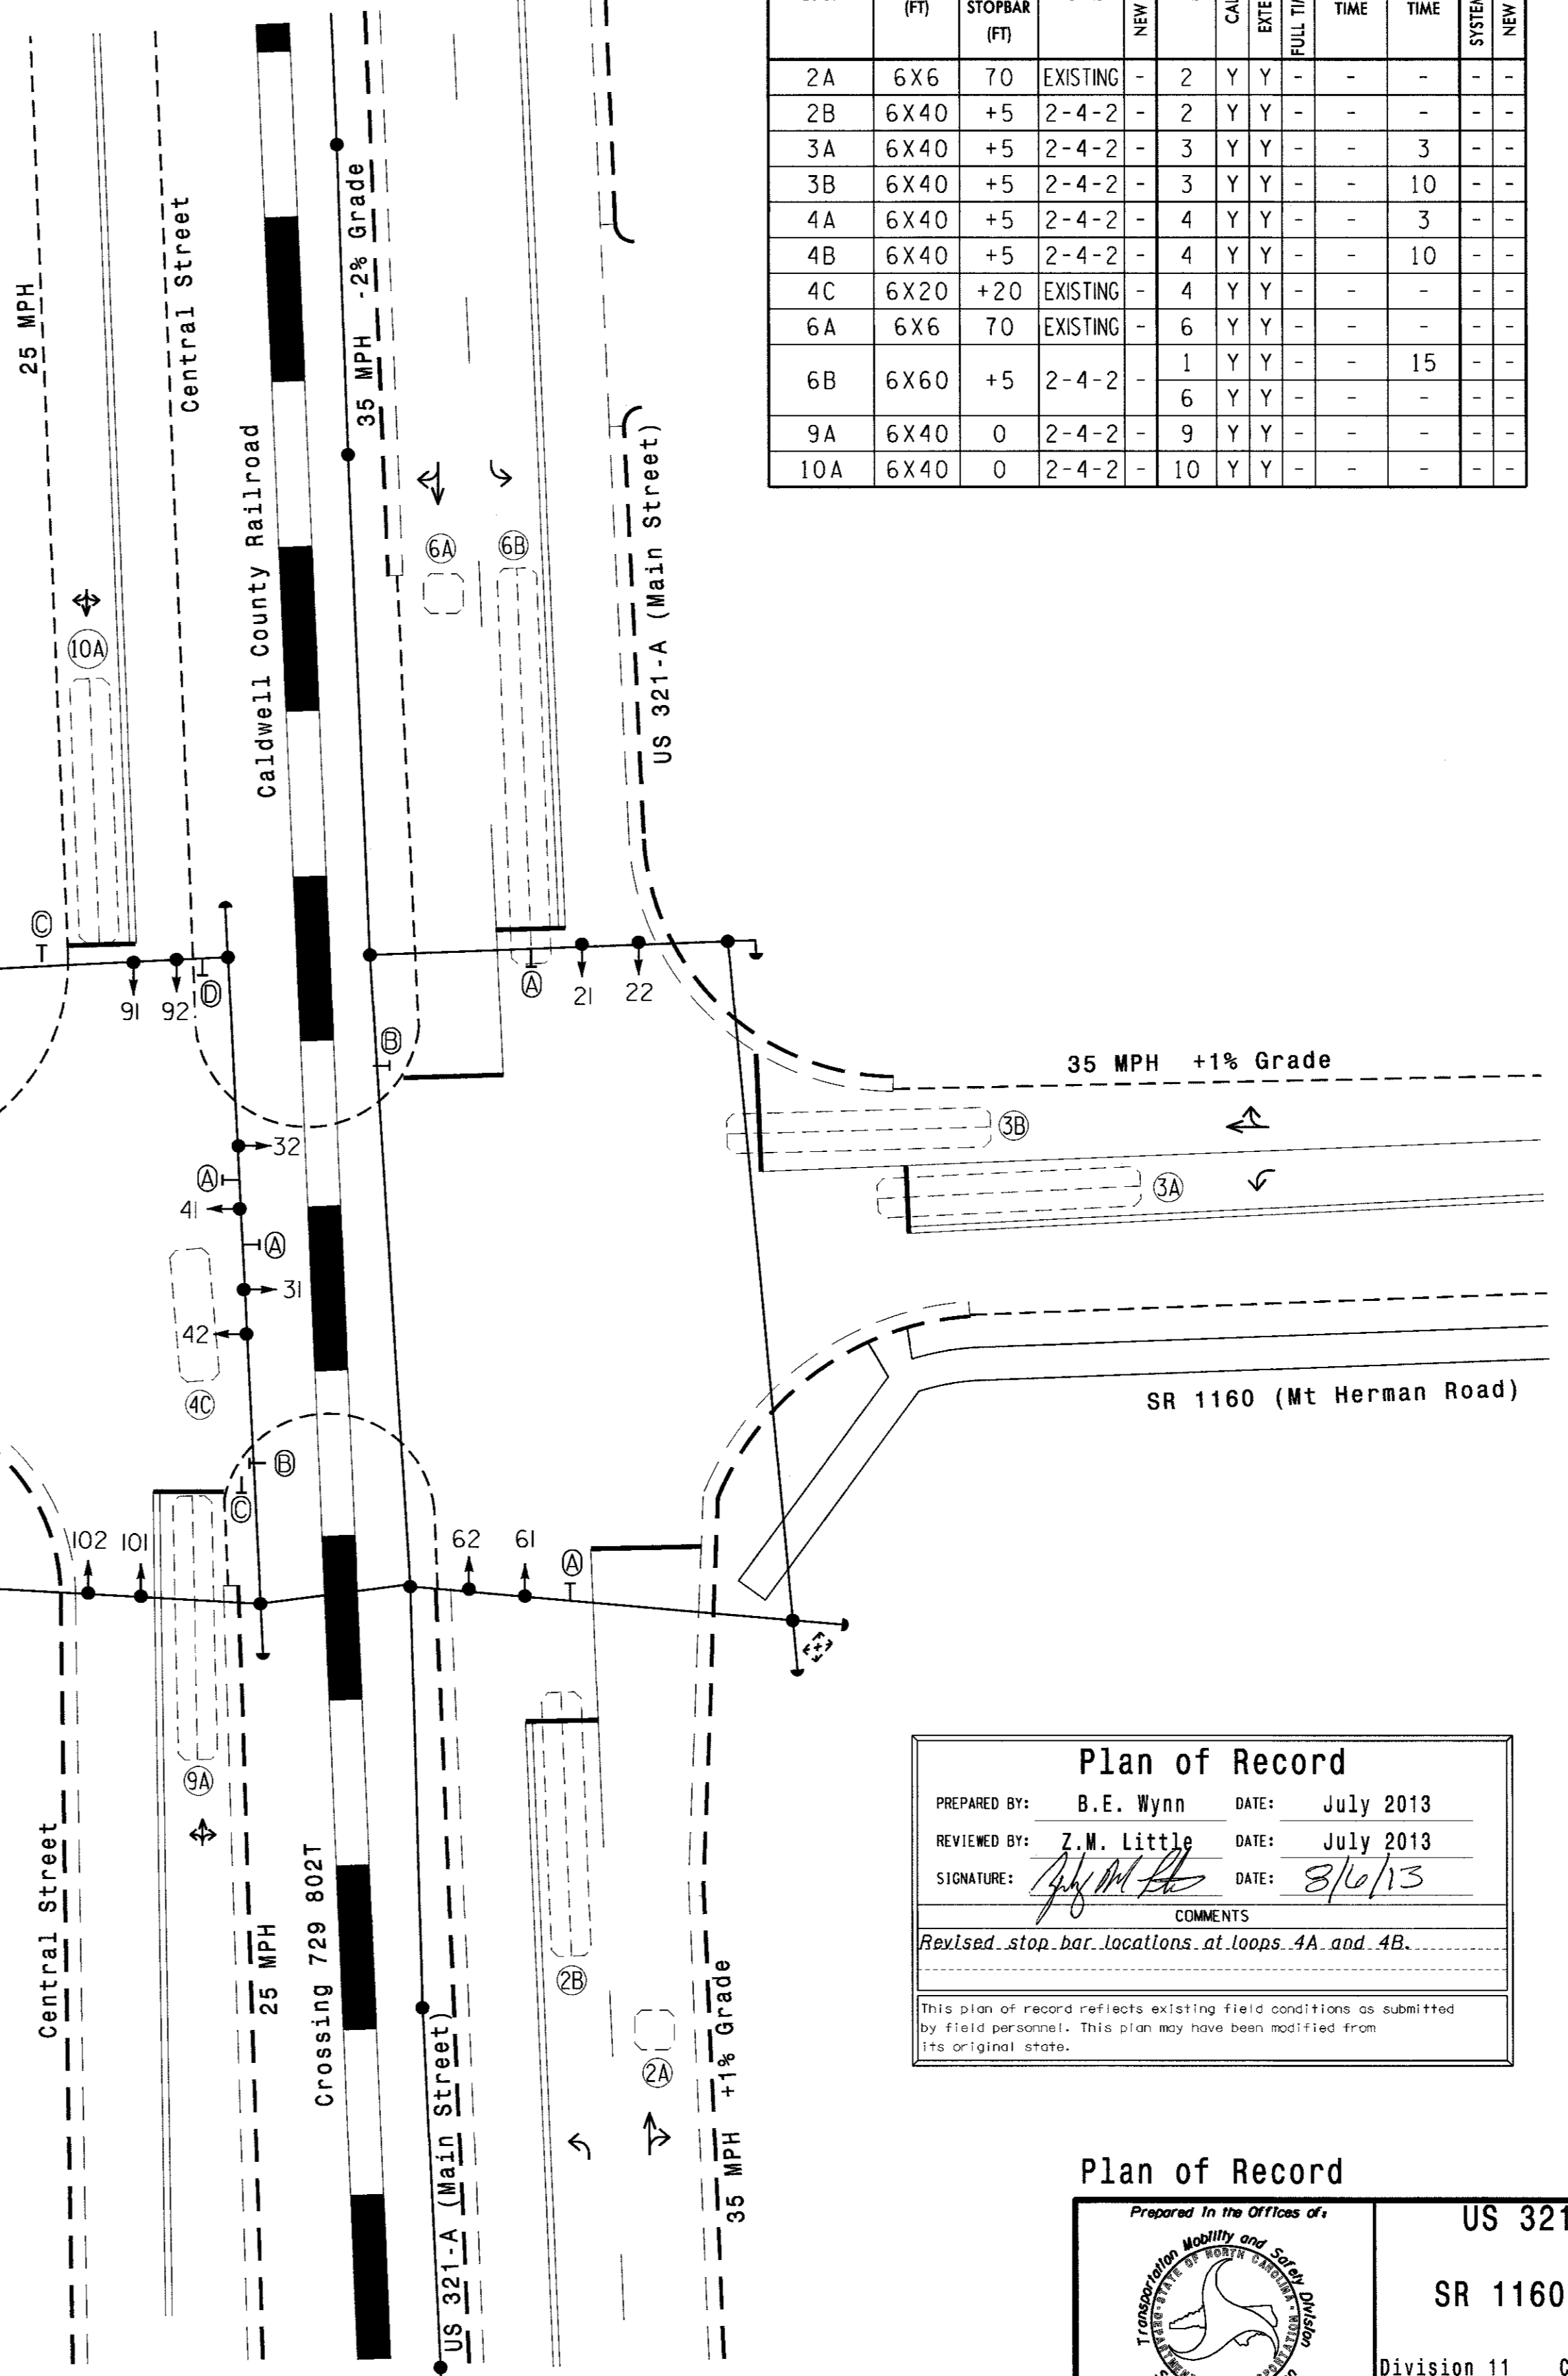 (FT) STOPBAR (FT) NEW CAL EXTE FULL TI TIME TIME SYSTEM NEW
2A 6X6 70 EXISTING - 2 Y Y - - - - -
2B 6X40 +5 2-4-2 - 2 Y Y - - - - -
3A 6X40 +5 2-4-2 - 3 Y Y - - 3 - -
3B 6X40 +5 2-4-2 - 3 Y Y - - 10 - -
4A 6X40 +5 2-4-2 - 4 Y Y - - 3 - -
4B 6X40 +5 2-4-2 - 4 Y Y - - 10 - -
4C 6X20 +20 EXISTING - 4 Y Y - - - - -
6A 6X6 70 EXISTING - 6 Y Y - - - - -
6B 6X60 +5 2-4-2 - 1 Y Y - - 15 - -
6 Y Y - - - - -
9A 6X40 0 2-4-2 - 9 Y Y - - - - -
10A 6X40 0 2-4-2 - 10 Y Y - - - - -
25 MPH
Central Street
Caldwell County Railroad
35 MPH -2% Grade
US 321-A (Main Street)
6A
6B
10A
C
91
92
D
A
21
22
B
32
A
41
A
31
42
4C
B
C
35 MPH +1% Grade
3B
3A
SR 1160 (Mt Herman Road)
102
101
62
61
A
9A
Central Street
25 MPH
Crossing 729 802T
US 321-A (Main Street)
2B
2A
35 MPH +1% Grade
Plan of Record
PREPARED BY: B.E. Wynn DATE: July 2013
REVIEWED BY: Z.M. Little DATE: July 2013
SIGNATURE: DATE: 8/6/13
COMMENTS
Revised stop bar locations at loops 4A and 4B.
This plan of record reflects existing field conditions as submitted
by field personnel. This plan may have been modified from
its original state.
Plan of Record
Prepared in the Offices of:
Transportation Mobility and Safety Division
STATE OF NORTH CAROLINA
US 321
SR 1160
Division 11 C